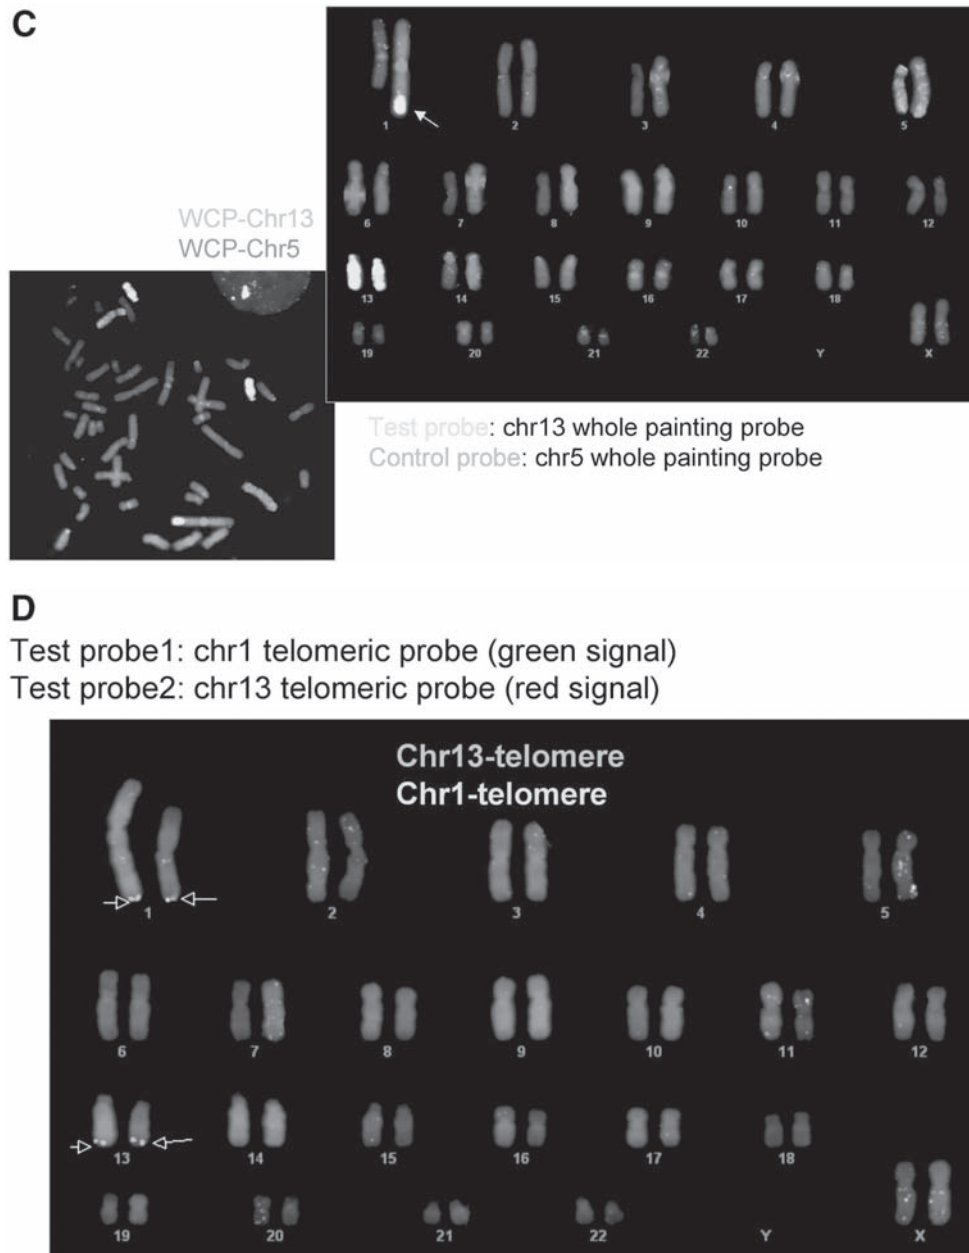 C
WCP-Chr13
WCP-Chr5
1 2 3 4 5
6 7 8 9 10 11 12
13 14 15 16 17 18
19 20 21 22 Y X
Test probe: chr13 whole painting probe
Control probe: chr5 whole painting probe
D
Test probe1: chr1 telomeric probe (green signal)
Test probe2: chr13 telomeric probe (red signal)
Chr13-telomere
Chr1-telomere
1 2 3 4 5
6 7 8 9 10 11 12
13 14 15 16 17 18
19 20 21 22 Y X